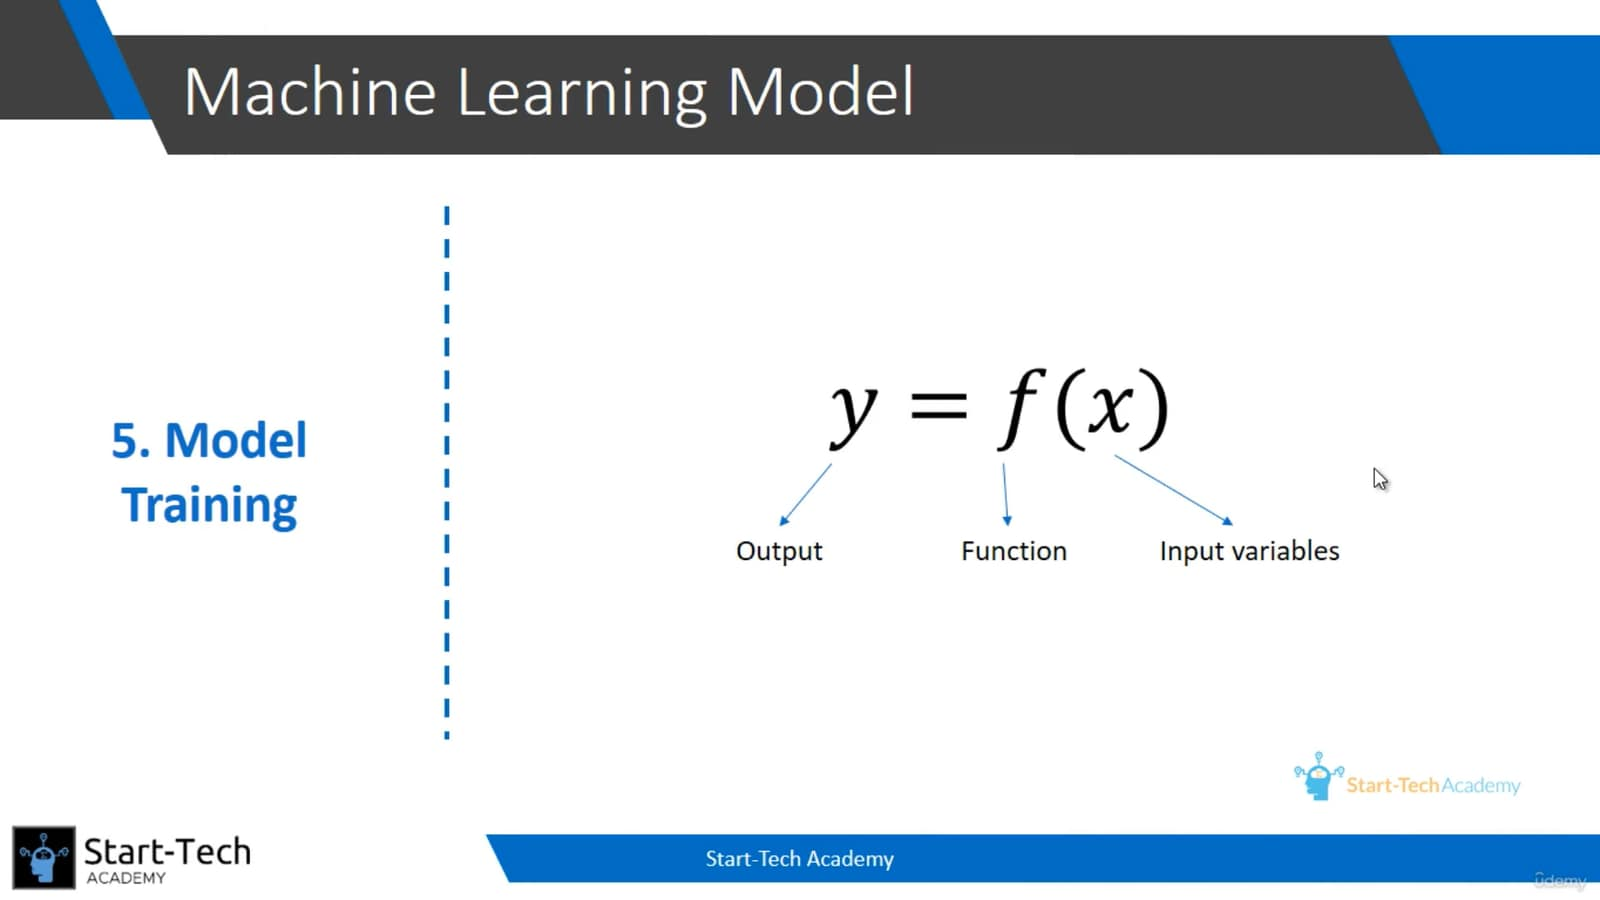 Machine Learning Model
5. Model
Training
y = f(x)
Output
Function
Input variables
Start-Tech Academy
Start-Tech
ACADEMY
Start-Tech Academy
ûdemy